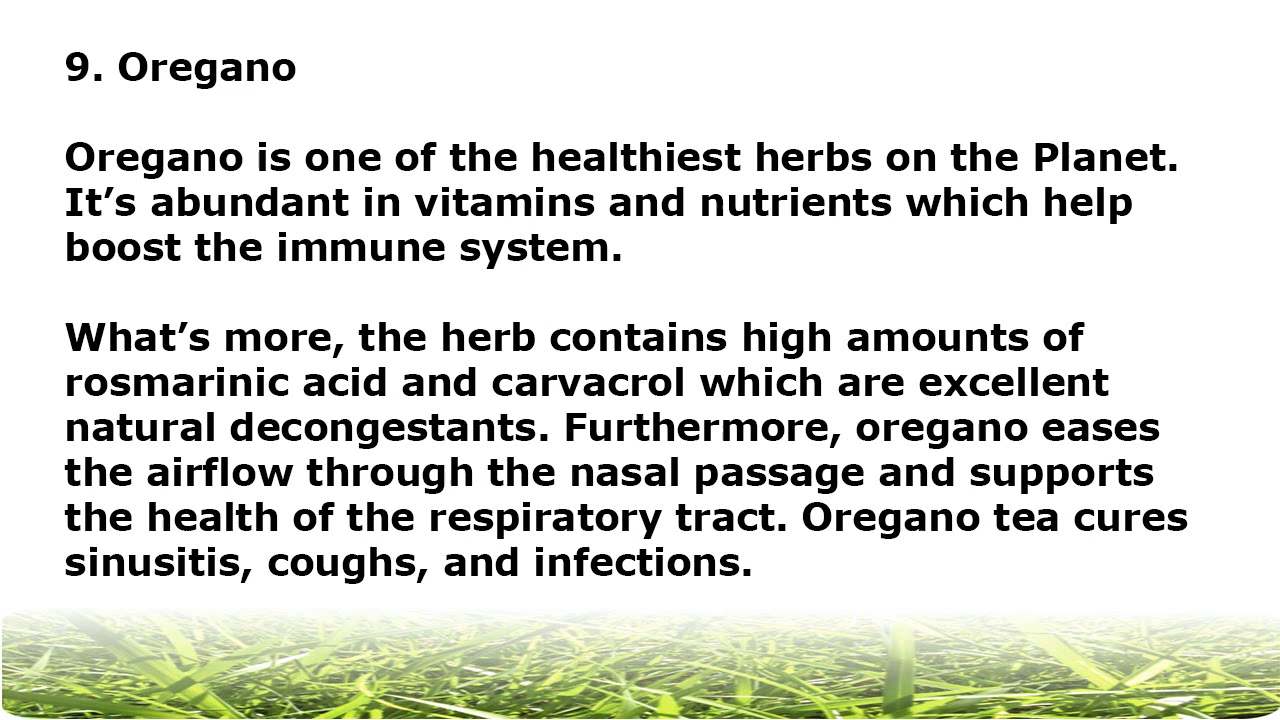 9. Oregano
Oregano is one of the healthiest herbs on the Planet.
It’s abundant in vitamins and nutrients which help
boost the immune system.
What’s more, the herb contains high amounts of
rosmarinic acid and carvacrol which are excellent
natural decongestants. Furthermore, oregano eases
the airflow through the nasal passage and supports
the health of the respiratory tract. Oregano tea cures
sinusitis, coughs, and infections.